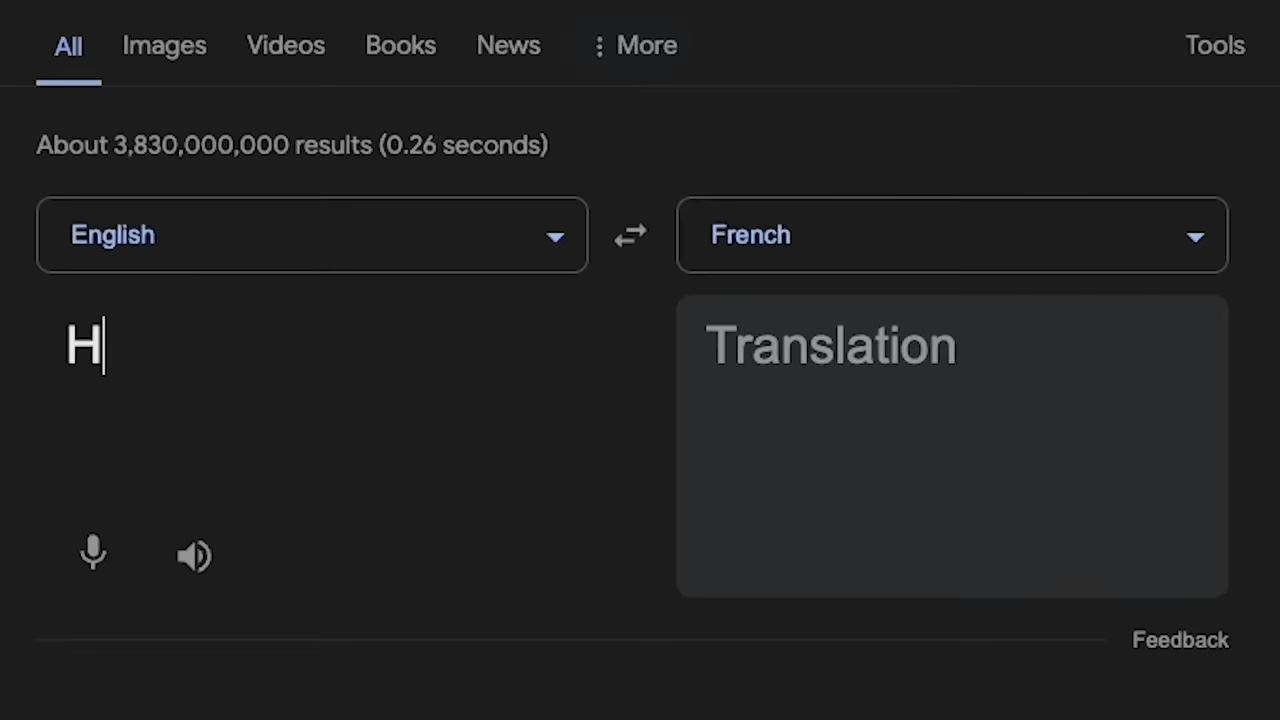 All Images Videos Books News More Tools
About 3,830,000,000 results (0.26 seconds)
English French
H Translation
Feedback